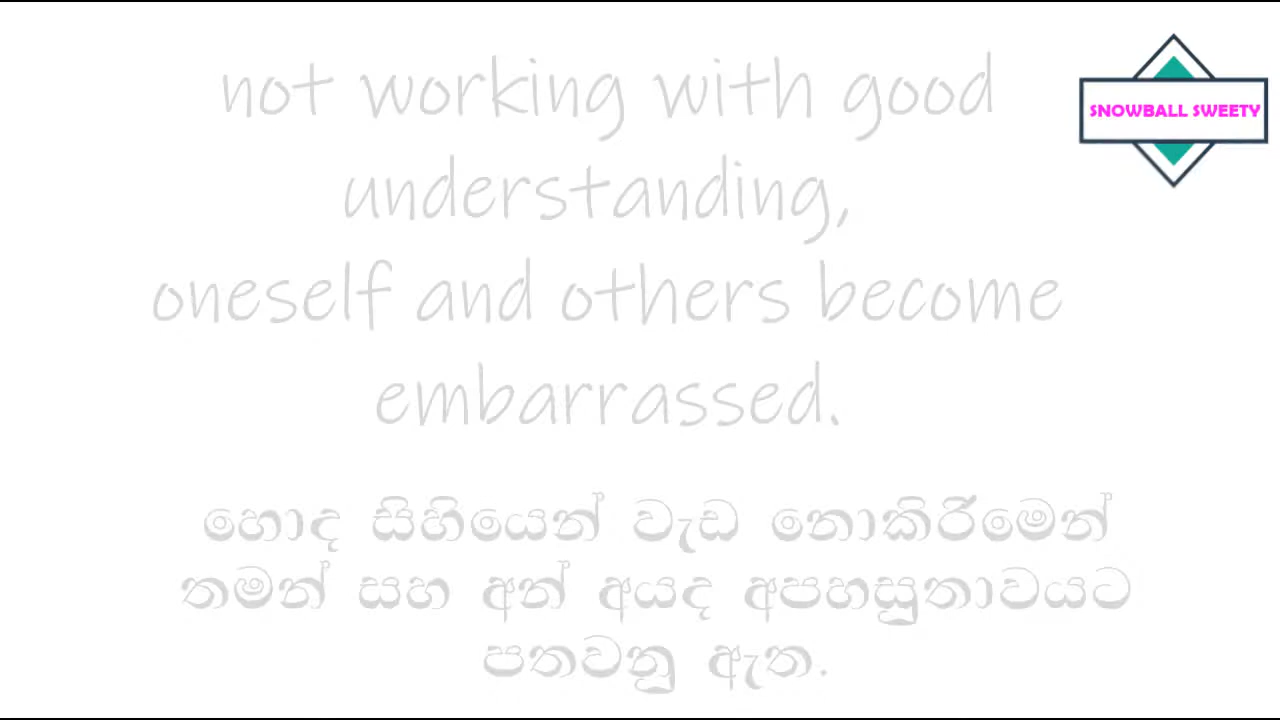 not working with good
understanding,
oneself and others become
embarrassed.
SNOWBALL SWEETY
හොද සිහියෙන් වැඩ නොකිරීමෙන්
තමන් සහ අන් අයද අපහසුතාවයට
පතවනු ඇත.